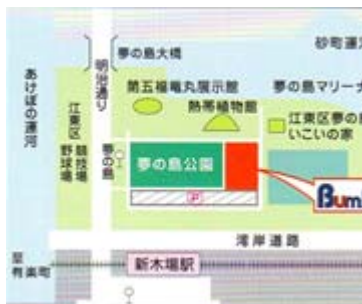 夢の島大橋
砂町運河
あけぼの運河
明治通り
第五福竜丸展示館
夢の島マリーナ
熱帯植物館
江東区夢の島
いこいの家
江東区
野球場
競技場
夢の島
夢の島公園
P
Bum
湾岸道路
至
有楽町
新木場駅